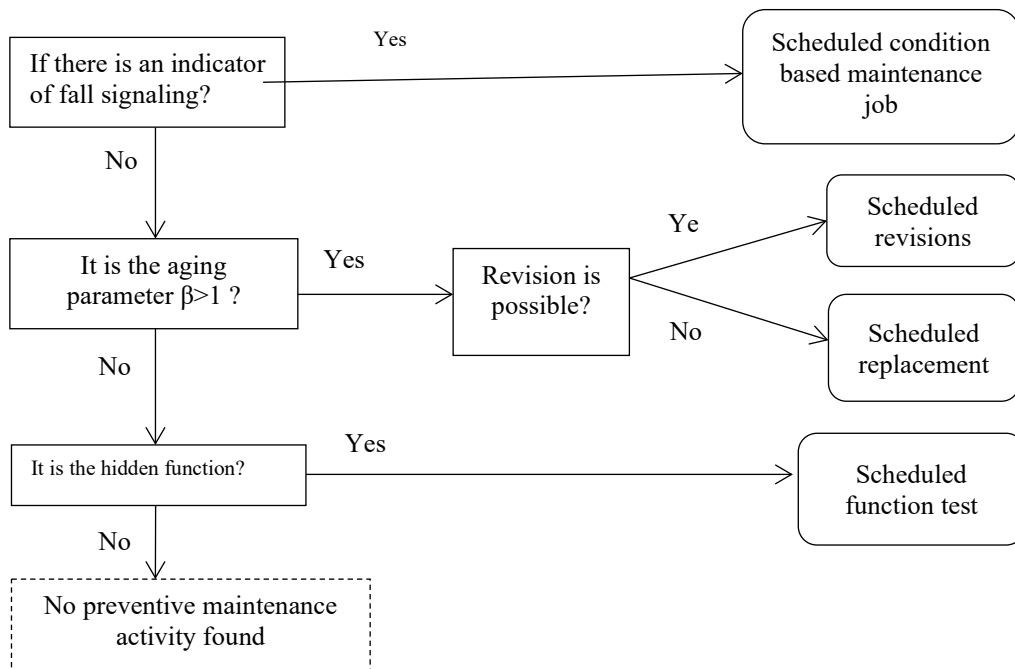 Yes
If there is an indicator
of fall signaling?
Scheduled condition
based maintenance
job
No
It is the aging
parameter β>1 ?
Yes
Revision is
possible?
Ye
Scheduled
revisions
No
Scheduled
replacement
No
It is the hidden function?
Yes
Scheduled
function test
No
No preventive maintenance
activity found